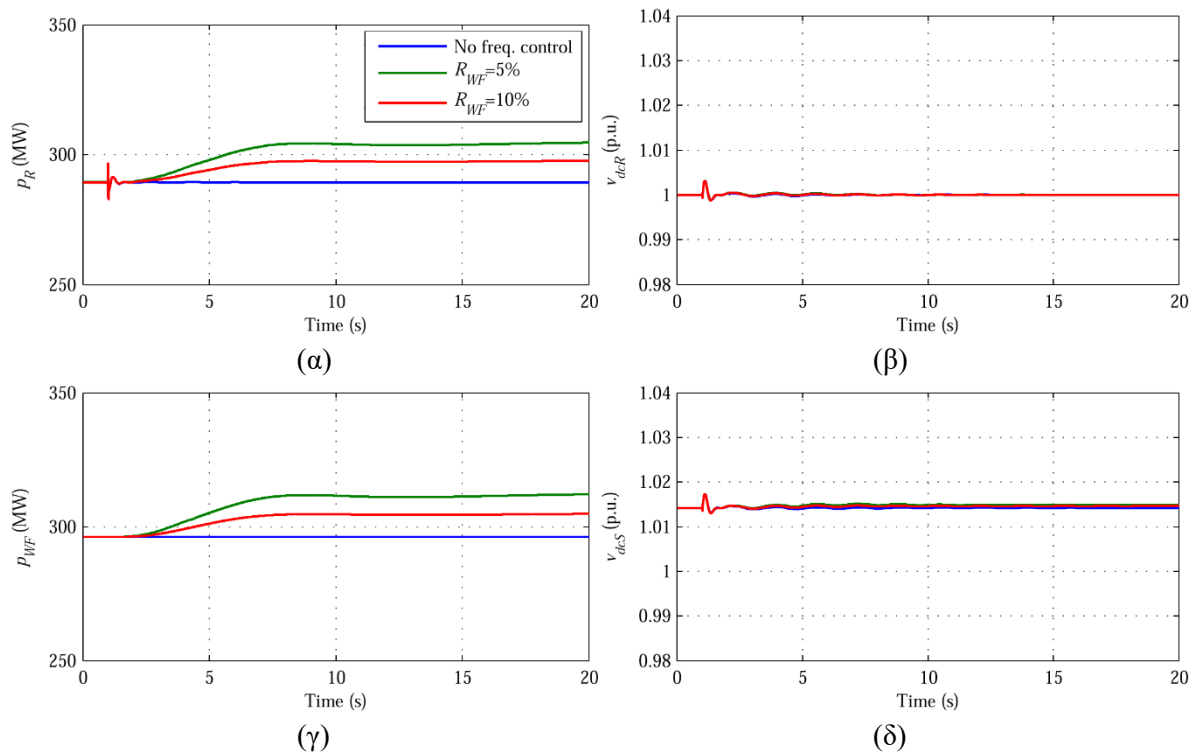 350
300
250
p_R (MW)
No freq. control
R_WF=5%
R_WF=10%
0 5 10 15 20
Time (s)
(α)
1.04
1.03
1.02
1.01
1
0.99
0.98
v_dcR (p.u.)
0 5 10 15 20
Time (s)
(β)
350
300
250
p_WF (MW)
0 5 10 15 20
Time (s)
(γ)
1.04
1.03
1.02
1.01
1
0.99
0.98
v_dcS (p.u.)
0 5 10 15 20
Time (s)
(δ)